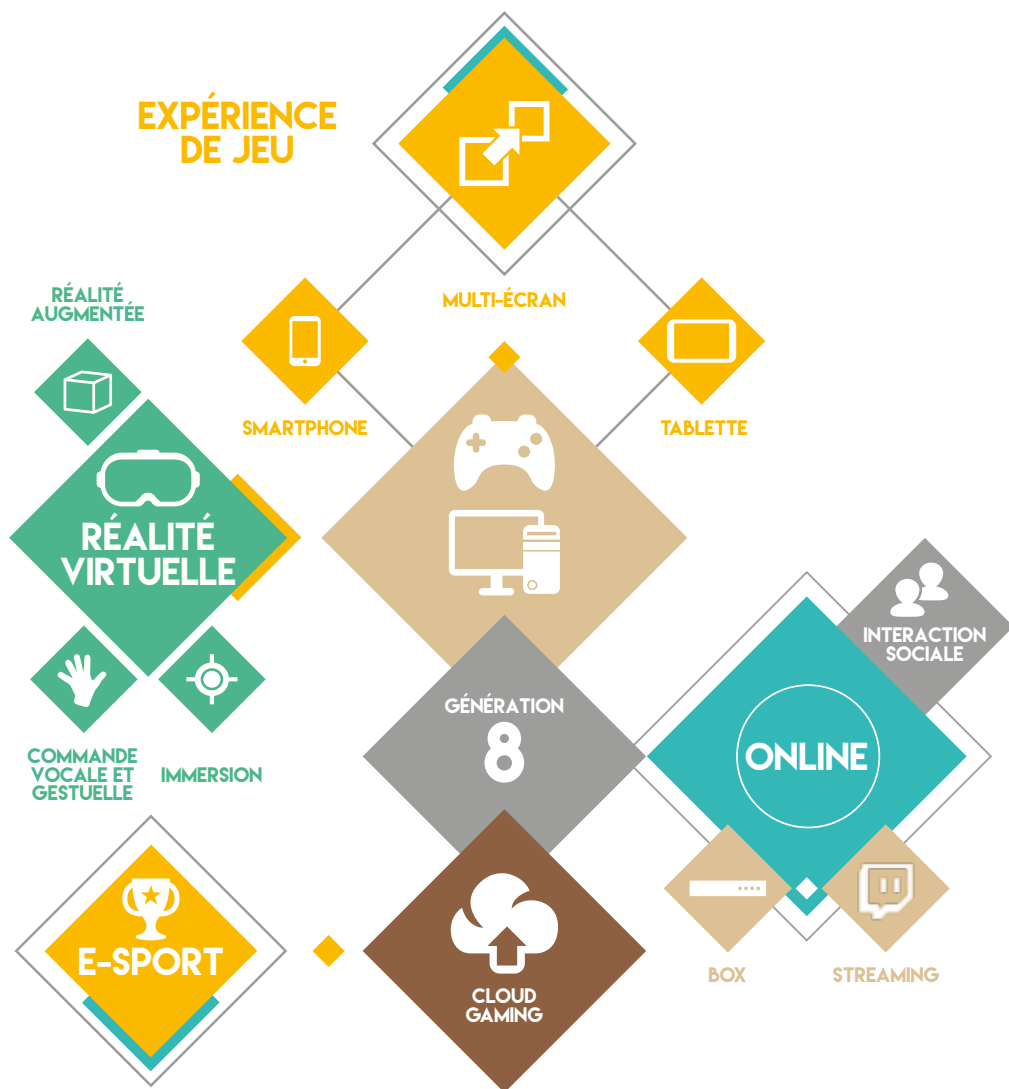 EXPÉRIENCE
DE JEU
MULTI-ÉCRAN
SMARTPHONE
TABLETTE
RÉALITÉ
AUGMENTÉE
RÉALITÉ
VIRTUELLE
COMMANDE
VOCALE ET
GESTUELLE
IMMERSION
GÉNÉRATION
8
INTERACTION
SOCIALE
ONLINE
BOX
STREAMING
E-SPORT
CLOUD
GAMING